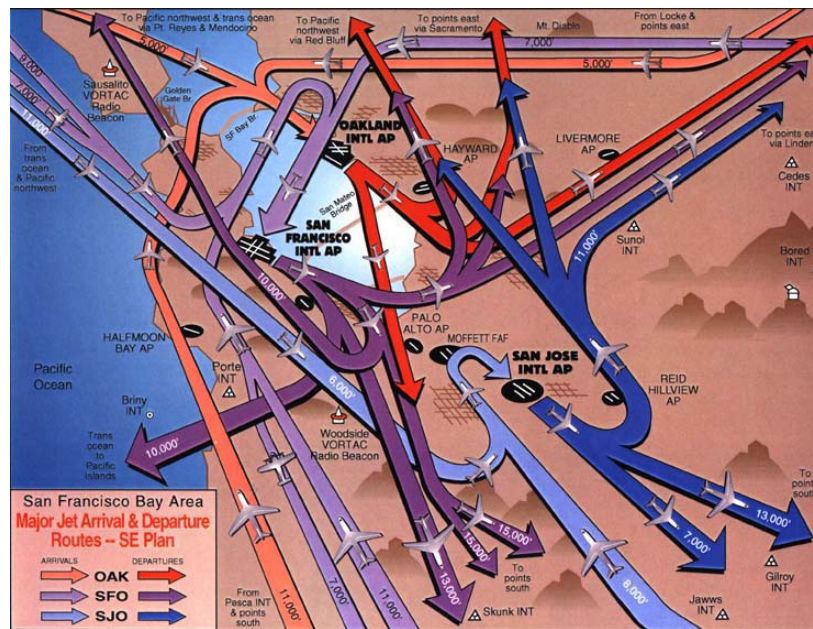 To Pacific northwest & trans ocean
via Pt. Reyes & Mendocino
To Pacific
northwest
via Red Bluff
To points east
via Sacramento
Mt. Diablo
From Locke &
points east
5,000'
7,000'
5,000'
9,000'
7,000'
11,000'
Sausalito
VORTAC
Radio
Beacon
Golden
Gate Br.
SF Bay Br.
OAKLAND
INTL AP
HAYWARD
AP
LIVERMORE
AP
To points east
via Linden
Cedes
INT
From
trans
ocean
& Pacific
northwest
San Mateo
Bridge
SAN
FRANCISCO
INTL AP
10,000'
11,000'
Sunol
INT
Bored
INT
HALFMOON
BAY AP
PALO
ALTO AP
MOFFETT FAF
SAN JOSE
INTL AP
REID
HILLVIEW
AP
Pacific
Ocean
Porte
INT
6,000'
Briny
INT
Woodside
VORTAC
Radio Beacon
Trans
ocean
to
Pacific
Islands
10,000'
To
points
south
13,000'
7,000'
15,000'
15,000'
13,000'
To
points
south
8,000'
Gilroy
INT
Jawws
INT
Skunk INT
From
Pesca INT
& points
south
11,000'
7,000'
11,000'
San Francisco Bay Area
Major Jet Arrival & Departure
Routes -- SE Plan
ARRIVALS DEPARTURES
OAK
SFO
SJO